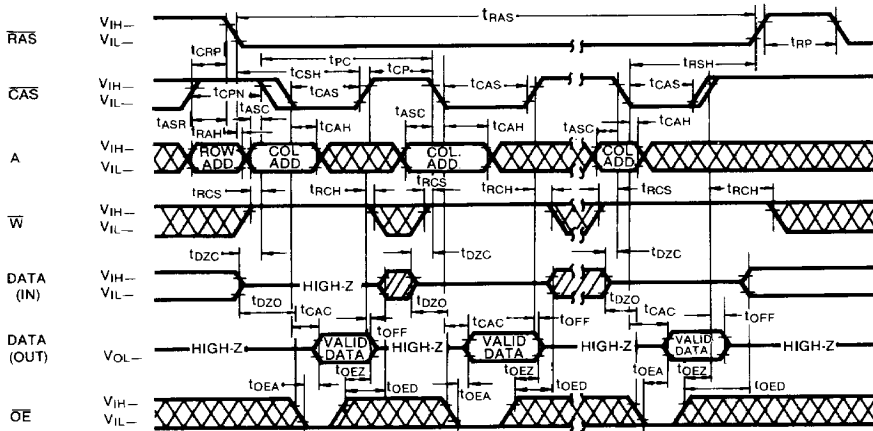 VIH— tRAS
RAS
VIL— tCRP tPC tRP
tCSH tCP tRSH
VIH— tCPN tCAS tCAS tCAS
CAS
VIL— tASC tASC
tASR tRAH tCAH tCAH tASC tCAH
VIH— ROW ADD. COL ADD COL. ADD. COL ADD
A
VIL—
tRCS tRCH tRCS tRCH tRCS tRCH
VIH—
W
VIL—
tDZC tDZC tDZC
DATA (IN) VIH— HIGH-Z
VIL—
tDZO tCAC tDZO tCAC tDZO tCAC
tOFF tOFF tOFF
DATA (OUT) VOL— HIGH-Z VALID DATA HIGH-Z VALID DATA HIGH-Z VALID DATA HIGH-Z
tOEZ tOEZ tOEZ
tOEA tOED tOEA tOED tOEA tOED
VIH—
OE
VIL—